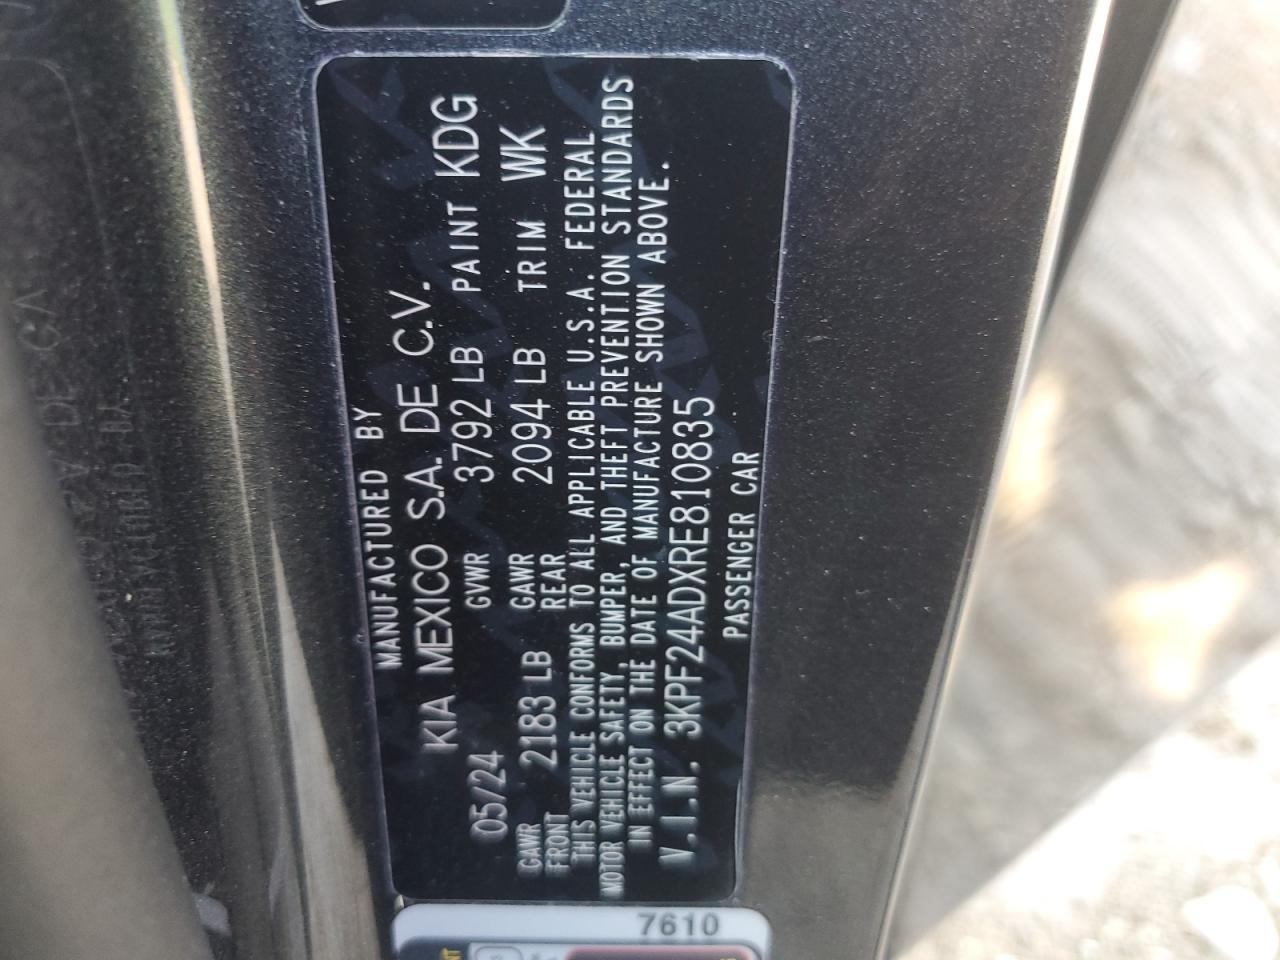 MANUFACTURED BY
KIA MEXICO S.A. DE C.V.
05/24 GVWR 3792 LB PAINT KDG
GAWR FRONT 2183 LB GAWR REAR 2094 LB TRIM WK
THIS VEHICLE CONFORMS TO ALL APPLICABLE U.S.A. FEDERAL
MOTOR VEHICLE SAFETY, BUMPER, AND THEFT PREVENTION STANDARDS
IN EFFECT ON THE DATE OF MANUFACTURE SHOWN ABOVE.
V.I.N. 3KPF24ADXRE810835
PASSENGER CAR
7610